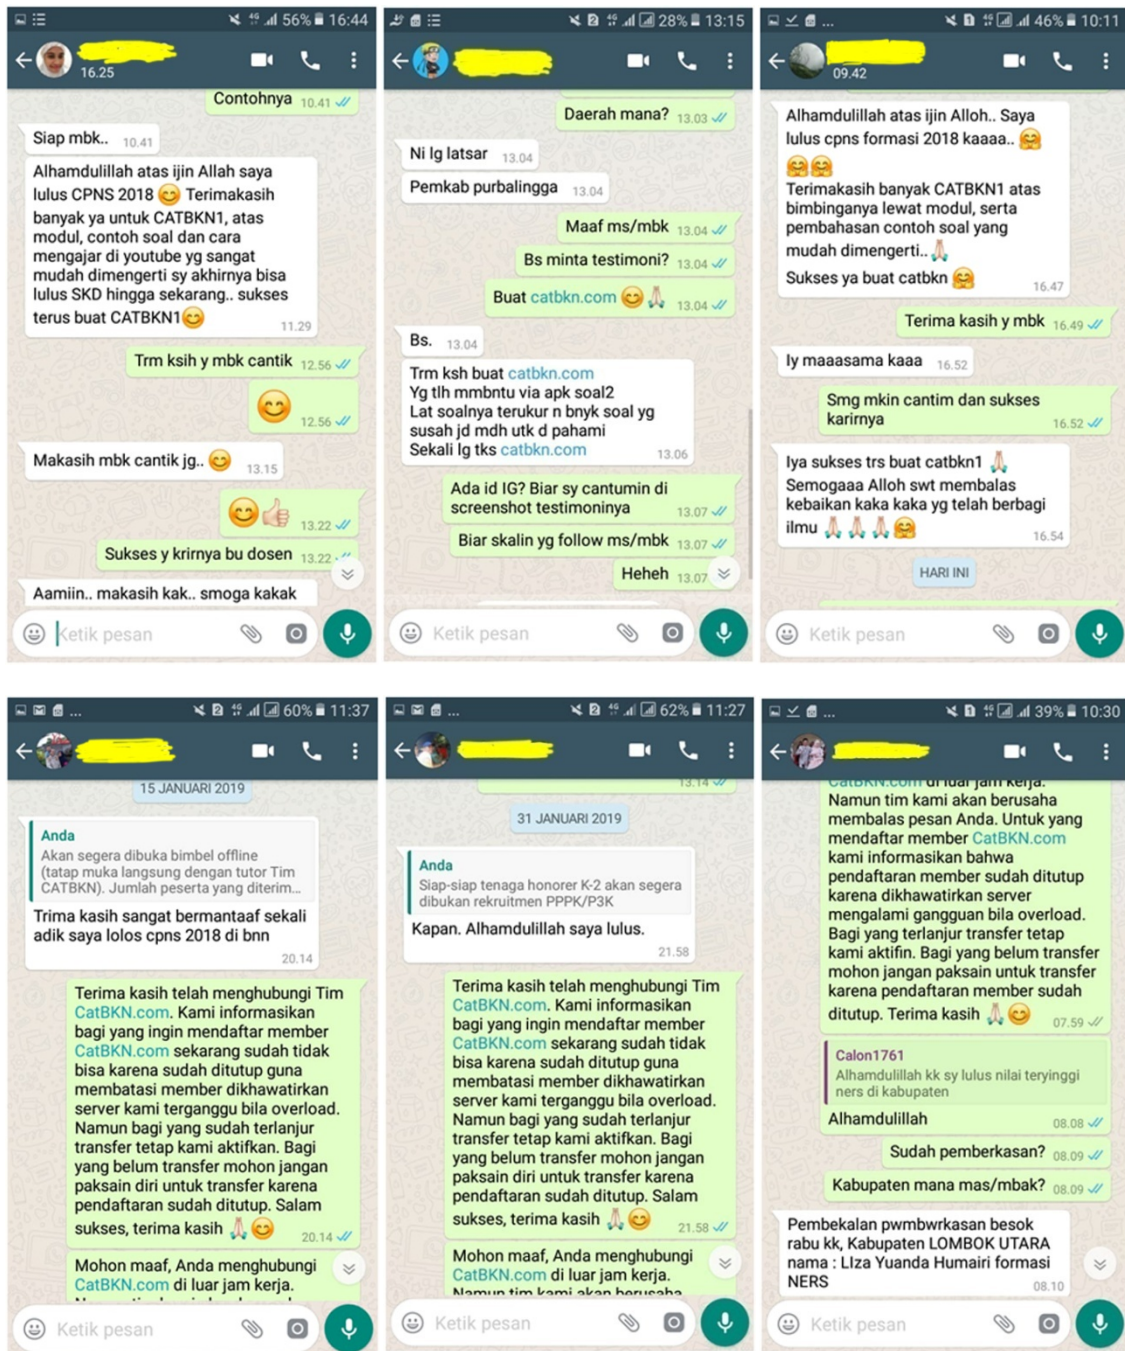 56% 16:44
16.25
Contohnya 10.41
Siap mbk.. 10.41
Alhamdulillah atas ijin Allah saya
lulus CPNS 2018 😊 Terimakasih
banyak ya untuk CATBKN1, atas
modul, contoh soal dan cara
mengajar di youtube yg sangat
mudah dimengerti sy akhirnya bisa
lulus SKD hingga sekarang.. sukses
terus buat CATBKN1😊 11.29
Trm ksih y mbk cantik 12.56
😊 12.56
Makasih mbk cantik jg.. 😊 13.15
😊👍 13.22
Sukses y krirnya bu dosen 13.22
Aamiin.. makasih kak.. smoga kakak
Ketik pesan
28% 13:15
Daerah mana? 13.03
Ni lg latsar 13.04
Pemkab purbalingga 13.04
Maaf ms/mbk 13.04
Bs minta testimoni? 13.04
Buat catbkn.com 😊🙏 13.04
Bs. 13.04
Trm ksh buat catbkn.com
Yg tlh mmbntu via apk soal2
Lat soalnya terukur n bnyk soal yg
susah jd mdh utk d pahami
Sekali lg tks catbkn.com 13.06
Ada id IG? Biar sy cantumin di
screenshot testimoninya 13.07
Biar skalin yg follow ms/mbk 13.07
Heheh 13.07
Ketik pesan
46% 10:11
09.42
Alhamdulillah atas ijin Alloh.. Saya
lulus cpns formasi 2018 kaaaa.. 🤗
🤗🤗
Terimakasih banyak CATBKN1 atas
bimbinganya lewat modul, serta
pembahasan contoh soal yang
mudah dimengerti.. 🙏
Sukses ya buat catbkn 🤗 16.47
Terima kasih y mbk 16.49
Iy maaasama kaaa 16.52
Smg mkin cantim dan sukses
karirnya 16.52
Iya sukses trs buat catbkn1 🙏
Semogaaa Alloh swt membalas
kebaikan kaka kaka yg telah berbagi
ilmu 🙏🙏🙏🤗 16.54
HARI INI
Ketik pesan
60% 11:37
15 JANUARI 2019
Anda
Akan segera dibuka bimbel offline
(tatap muka langsung dengan tutor Tim
CATBKN). Jumlah peserta yang diterim...
Trima kasih sangat bermantaaf sekali
adik saya lolos cpns 2018 di bnn 20.14
Terima kasih telah menghubungi Tim
CatBKN.com. Kami informasikan
bagi yang ingin mendaftar member
CatBKN.com sekarang sudah tidak
bisa karena sudah ditutup guna
membatasi member dikhawatirkan
server kami terganggu bila overload.
Namun bagi yang sudah terlanjur
transfer tetap kami aktifkan. Bagi
yang belum transfer mohon jangan
paksain diri untuk transfer karena
pendaftaran sudah ditutup. Salam
sukses, terima kasih 🙏😊 20.14
Mohon maaf, Anda menghubungi
CatBKN.com di luar jam kerja.
Ketik pesan
62% 11:27
13.14
31 JANUARI 2019
Anda
Siap-siap tenaga honorer K-2 akan segera
dibukan rekruitmen PPPK/P3K
Kapan. Alhamdulillah saya lulus. 21.58
Terima kasih telah menghubungi Tim
CatBKN.com. Kami informasikan
bagi yang ingin mendaftar member
CatBKN.com sekarang sudah tidak
bisa karena sudah ditutup guna
membatasi member dikhawatirkan
server kami terganggu bila overload.
Namun bagi yang sudah terlanjur
transfer tetap kami aktifkan. Bagi
yang belum transfer mohon jangan
paksain diri untuk transfer karena
pendaftaran sudah ditutup. Salam
sukses, terima kasih 🙏😊 21.58
Mohon maaf, Anda menghubungi
CatBKN.com di luar jam kerja.
Namun tim kami akan berusaha
Ketik pesan
39% 10:30
CatBKN.com di luar jam kerja.
Namun tim kami akan berusaha
membalas pesan Anda. Untuk yang
mendaftar member CatBKN.com
kami informasikan bahwa
pendaftaran member sudah ditutup
karena dikhawatirkan server
mengalami gangguan bila overload.
Bagi yang terlanjur transfer tetap
kami aktifin. Bagi yang belum transfer
mohon jangan paksain untuk transfer
karena pendaftaran member sudah
ditutup. Terima kasih 🙏😊 07.59
Calon1761
Alhamdulillah kk sy lulus nilai teryinggi
ners di kabupaten
Alhamdulillah 08.08
Sudah pemberkasan? 08.09
Kabupaten mana mas/mbak? 08.09
Pembekalan pwmbwrkasan besok
rabu kk, Kabupaten LOMBOK UTARA
nama : LIza Yuanda Humairi formasi
NERS 08.10
Ketik pesan